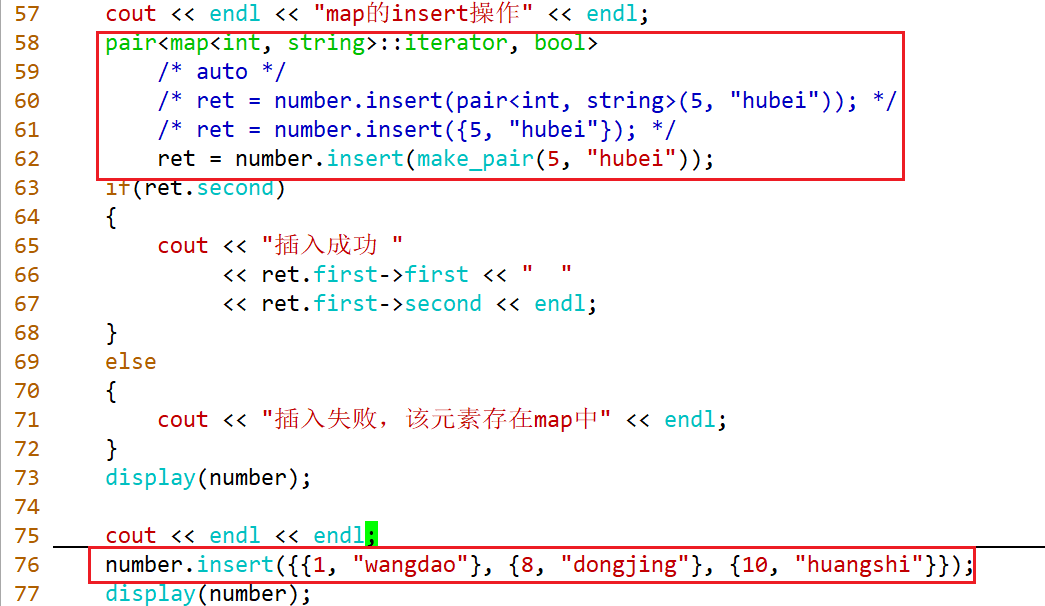 57 cout << endl << "map的insert操作" << endl;
58 pair<map<int, string>::iterator, bool>
59 /* auto */
60 /* ret = number.insert(pair<int, string>(5, "hubei")); */
61 /* ret = number.insert({5, "hubei"}); */
62 ret = number.insert(make_pair(5, "hubei"));
63 if(ret.second)
64 {
65 cout << "插入成功 "
66 << ret.first->first << "  "
67 << ret.first->second << endl;
68 }
69 else
70 {
71 cout << "插入失败，该元素存在map中" << endl;
72 }
73 display(number);
74
75 cout << endl << endl;
76 number.insert({{1, "wangdao"}, {8, "dongjing"}, {10, "huangshi"}});
77 display(number);